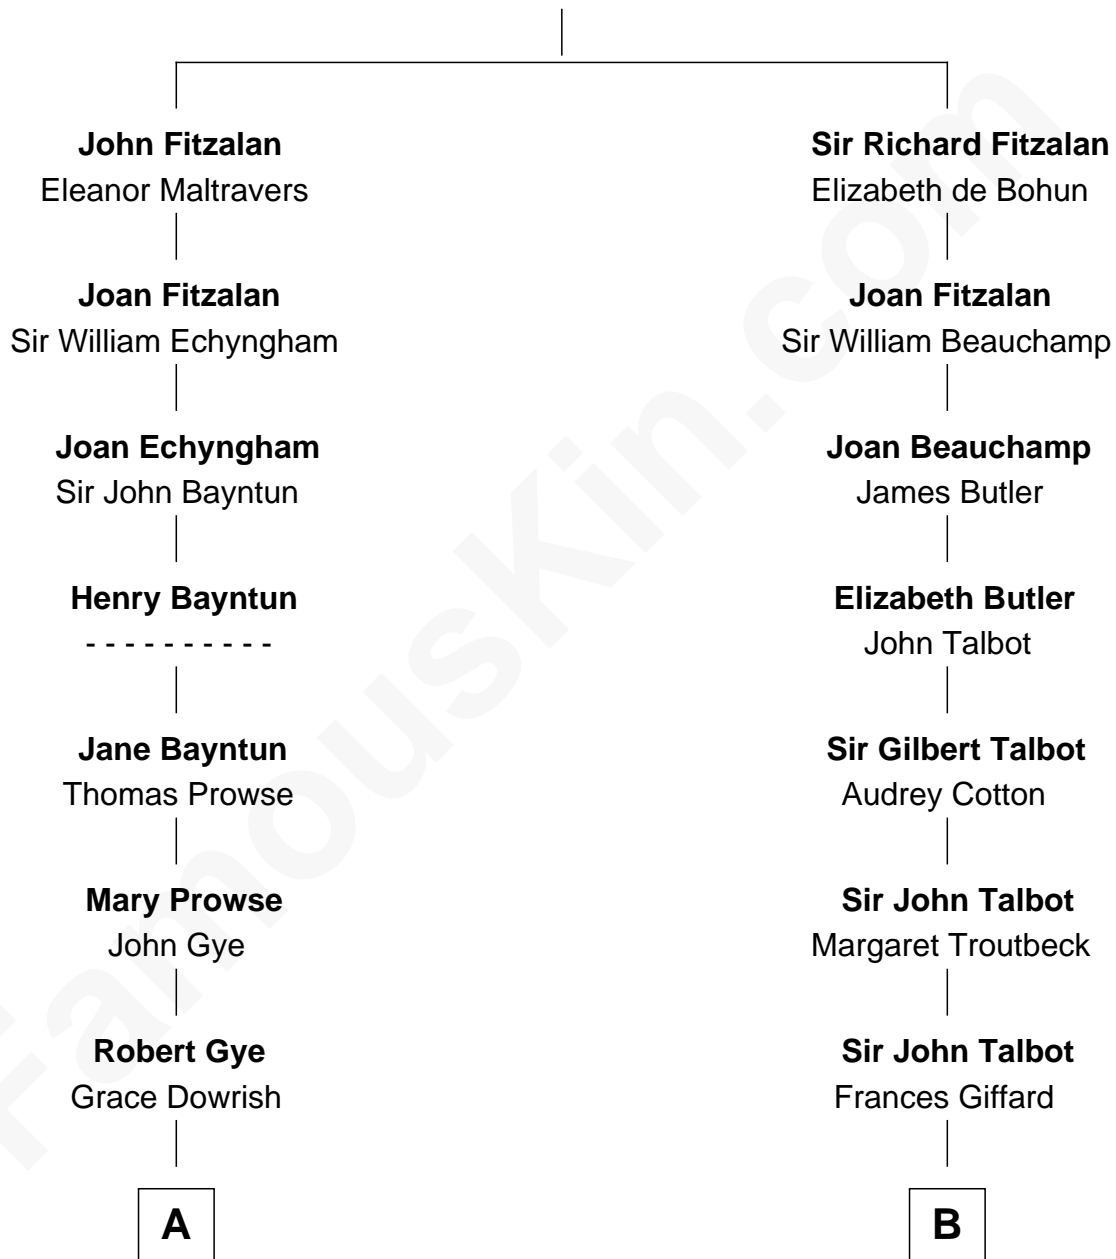 John Fitzalan
Eleanor Maltravers
Joan Fitzalan
Sir William Echyngham
Joan Echyngham
Sir John Bayntun
Henry Bayntun
- - - - - - - - - -
Jane Bayntun
Thomas Prowse
Mary Prowse
John Gye
Robert Gye
Grace Dowrish
A
Sir Richard Fitzalan
Elizabeth de Bohun
Joan Fitzalan
Sir William Beauchamp
Joan Beauchamp
James Butler
Elizabeth Butler
John Talbot
Sir Gilbert Talbot
Audrey Cotton
Sir John Talbot
Margaret Troutbeck
Sir John Talbot
Frances Giffard
B
FamousKin.com